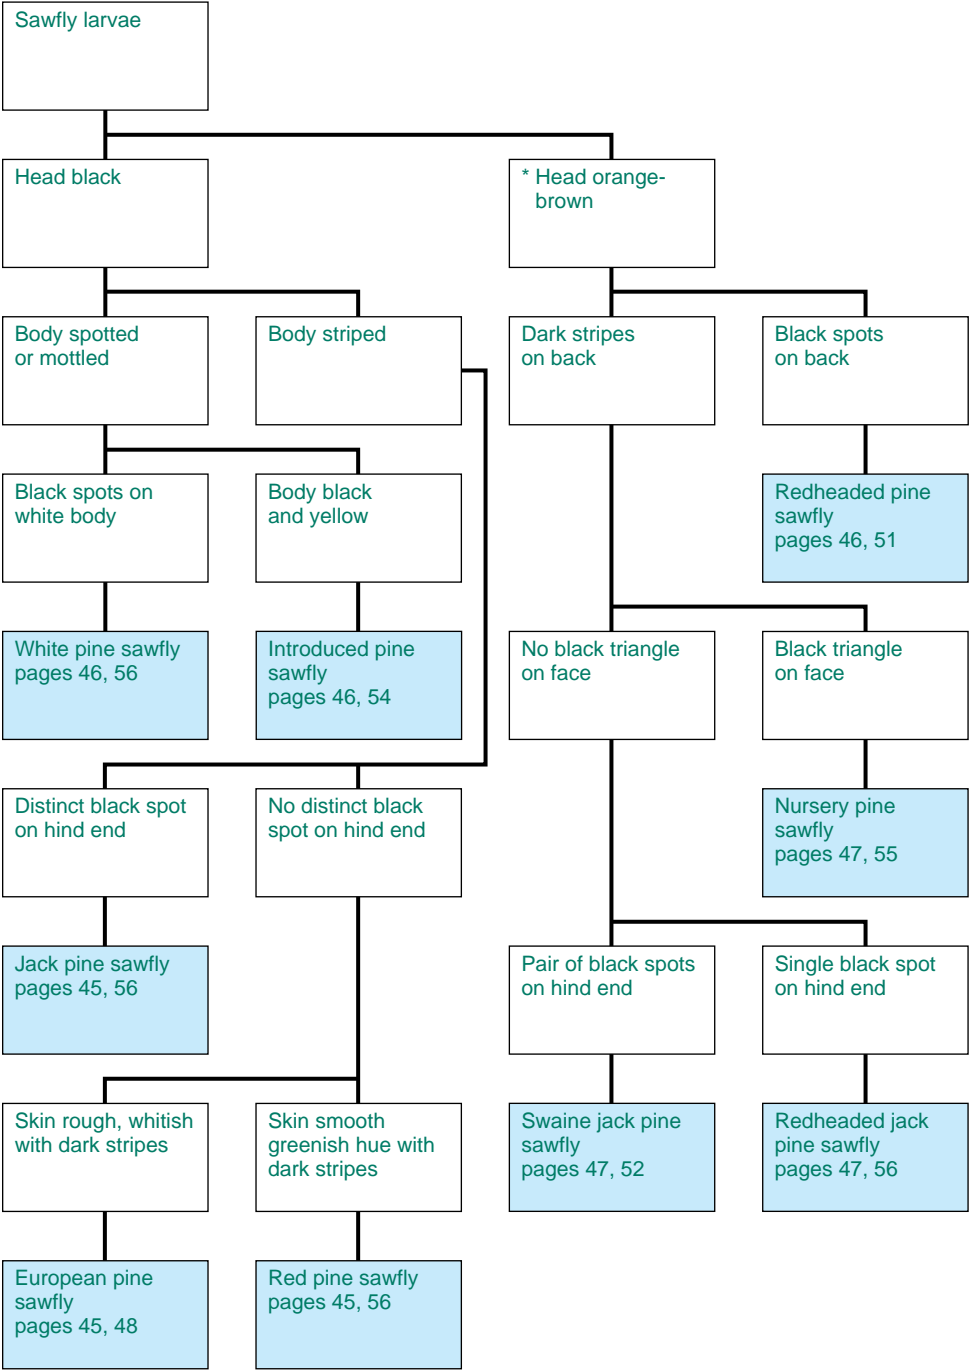 Sawfly larvae
Head black
* Head orange-
brown
Body spotted
or mottled
Body striped
Dark stripes
on back
Black spots
on back
Black spots on
white body
Body black
and yellow
Redheaded pine
sawfly
pages 46, 51
White pine sawfly
pages 46, 56
Introduced pine
sawfly
pages 46, 54
No black triangle
on face
Black triangle
on face
Distinct black spot
on hind end
No distinct black
spot on hind end
Nursery pine
sawfly
pages 47, 55
Jack pine sawfly
pages 45, 56
Pair of black spots
on hind end
Single black spot
on hind end
Skin rough, whitish
with dark stripes
Skin smooth
greenish hue with
dark stripes
Swaine jack pine
sawfly
pages 47, 52
Redheaded jack
pine sawfly
pages 47, 56
European pine
sawfly
pages 45, 48
Red pine sawfly
pages 45, 56